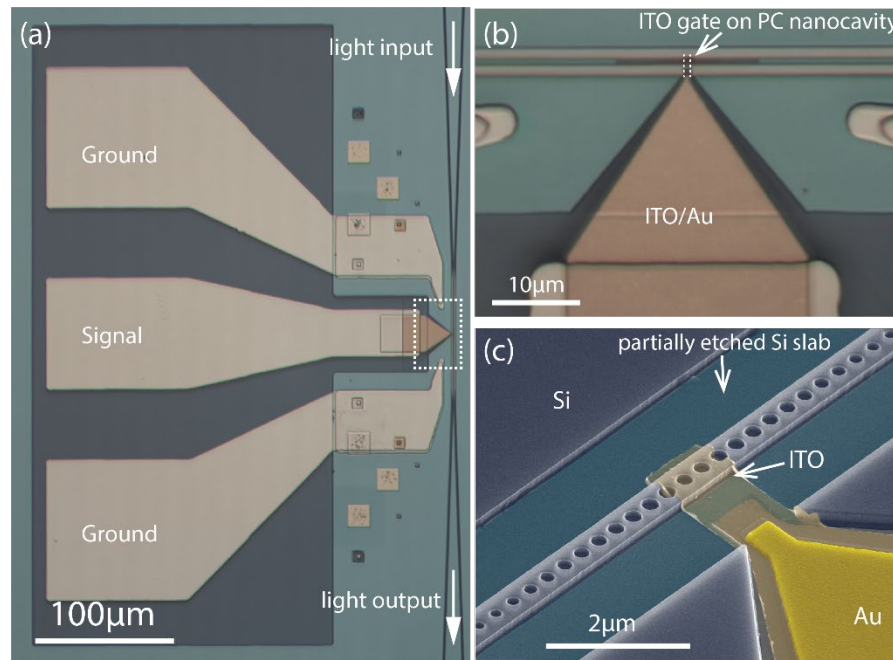 (a)
light input
Ground
Signal
Ground
100μm
light output
(b)
ITO gate on PC nanocavity
ITO/Au
10μm
(c)
partially etched Si slab
Si
ITO
2μm
Au